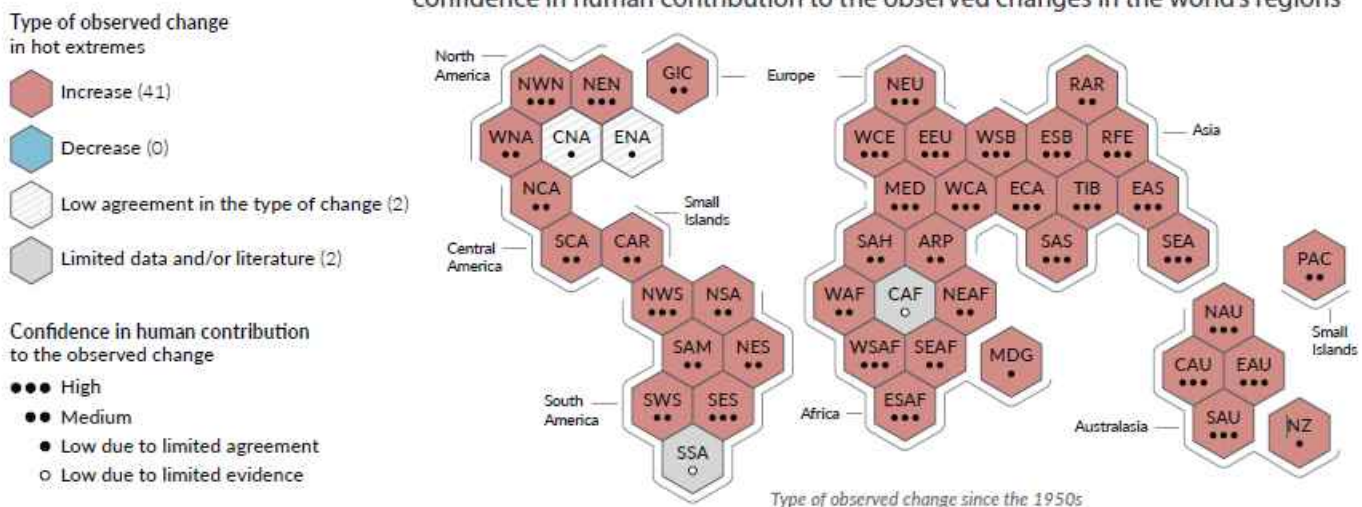 confidence in human contribution to the observed changes in the world's regions
Type of observed change
in hot extremes
Increase (41)
Decrease (0)
Low agreement in the type of change (2)
Limited data and/or literature (2)
Confidence in human contribution
to the observed change
●●● High
●● Medium
● Low due to limited agreement
○ Low due to limited evidence
North
America
GIC
Europe
NWN NEN
NEU
RAR
WNA CNA ENA
WCE EEU WSB ESB RFE
Asia
NCA
MED WCA ECA TIB EAS
Small
Islands
Central
America
SCA CAR
SAH ARP
SAS
SEA
PAC
NWS NSA
WAF CAF NEAF
NAU
Small
Islands
SAM NES
WSAF SEAF
MDG
CAU EAU
South
America
SWS SES
Africa
ESAF
Australasia
SAU
NZ
SSA
Type of observed change since the 1950s